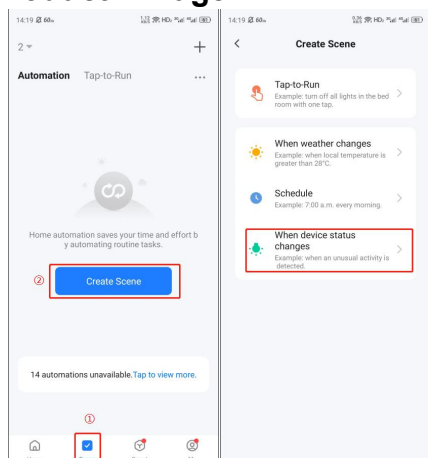 14:19
2
Automation Tap-to-Run
Home automation saves your time and effort b
y automating routine tasks.
② Create Scene
14 automations unavailable.Tap to view more.
①
14:19
Create Scene
Tap-to-Run
Example: turn off all lights in the bed
room with one tap.
When weather changes
Example: when local temperature is
greater than 28°C.
Schedule
Example: 7:00 a.m. every morning.
When device status
changes
Example: when an unusual activity is
detected.